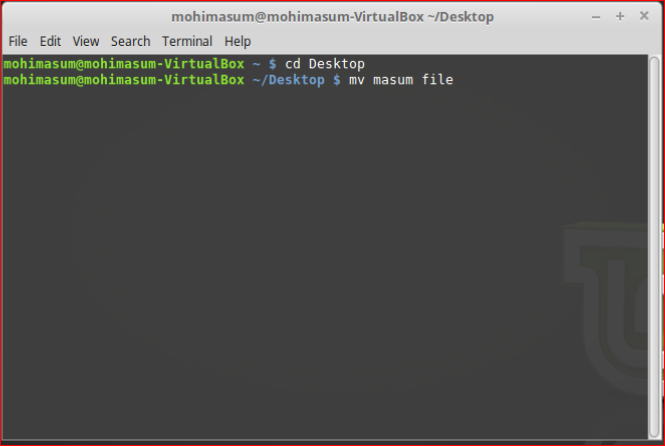 mohimasum@mohimasum-VirtualBox ~/Desktop
File Edit View Search Terminal Help
mohimasum@mohimasum-VirtualBox ~ $ cd Desktop
mohimasum@mohimasum-VirtualBox ~/Desktop $ mv masum file